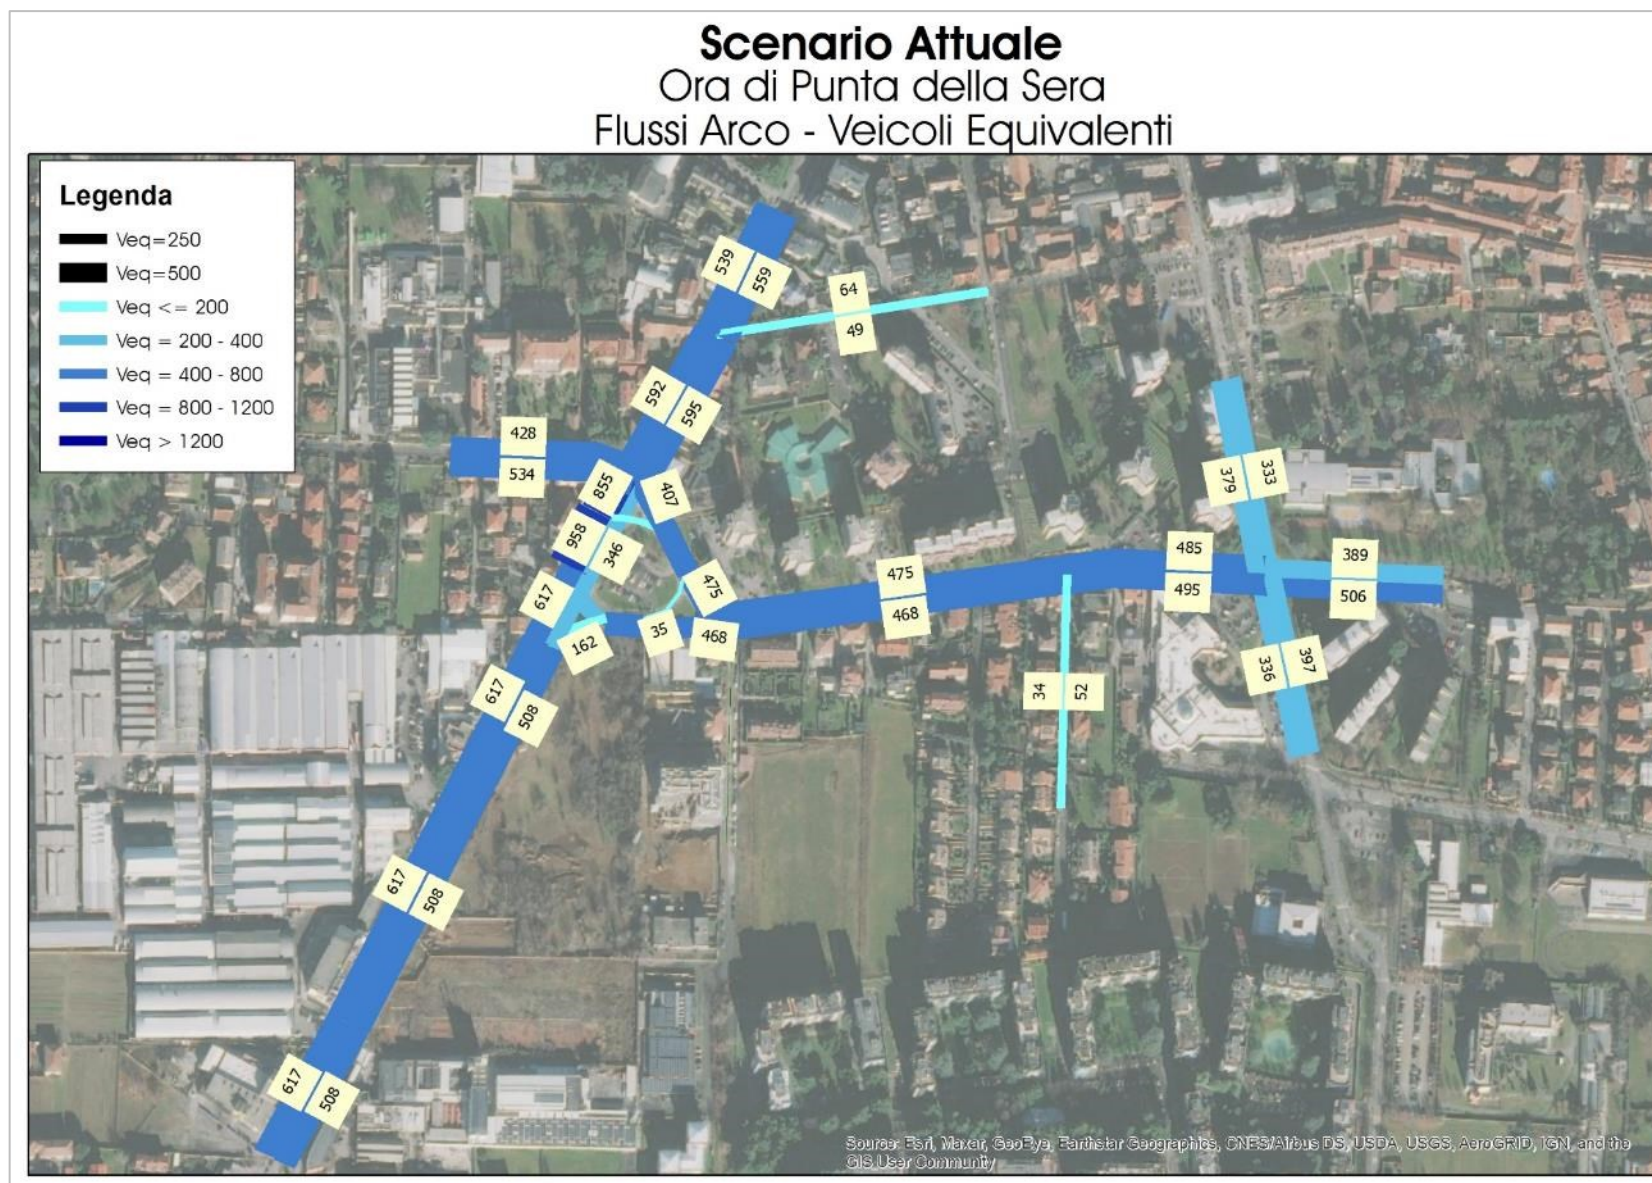 Scenario Attuale
Ora di Punta della Sera
Flussi Arco - Veicoli Equivalenti
Legenda
Veq=250
Veq=500
Veq <= 200
Veq = 200 - 400
Veq = 400 - 800
Veq = 800 - 1200
Veq > 1200
539
559
64
49
592
595
428
534
855
407
958
346
617
475
162
35
468
475
468
485
495
379
333
389
506
336
397
34
52
617
508
617
508
617
508
Source: Esri, Maxar, GeoEye, Earthstar Geographics, CNES/Airbus DS, USDA, USGS, AeroGRID, IGN, and the
GIS User Community